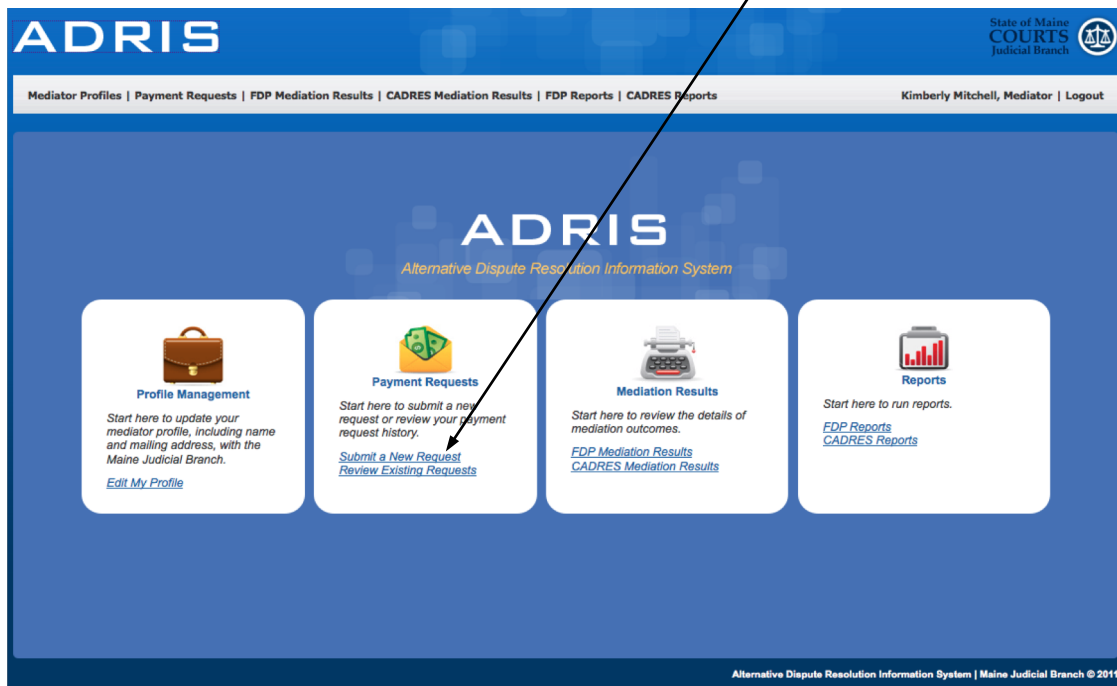 ADRIS
State of Maine
COURTS
Judicial Branch
Mediator Profiles | Payment Requests | FDP Mediation Results | CADRES Mediation Results | FDP Reports | CADRES Reports
Kimberly Mitchell, Mediator | Logout
ADRIS
Alternative Dispute Resolution Information System
Profile Management
Start here to update your
mediator profile, including name
and mailing address, with the
Maine Judicial Branch.
Edit My Profile
Payment Requests
Start here to submit a new
request or review your payment
request history.
Submit a New Request
Review Existing Requests
Mediation Results
Start here to review the details of
mediation outcomes.
FDP Mediation Results
CADRES Mediation Results
Reports
Start here to run reports.
FDP Reports
CADRES Reports
Alternative Dispute Resolution Information System | Maine Judicial Branch © 2011